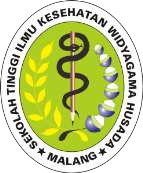 SEKOLAH TINGGI ILMU KESEHATAN WIDYAGAMA HUSADA
MALANG